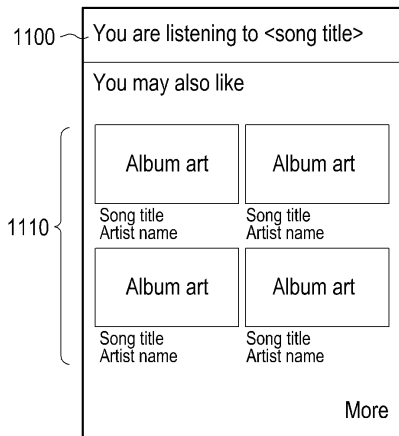 1100
You are listening to <song title>
You may also like
1110
Album art
Album art
Song title
Artist name
Song title
Artist name
Album art
Album art
Song title
Artist name
Song title
Artist name
More